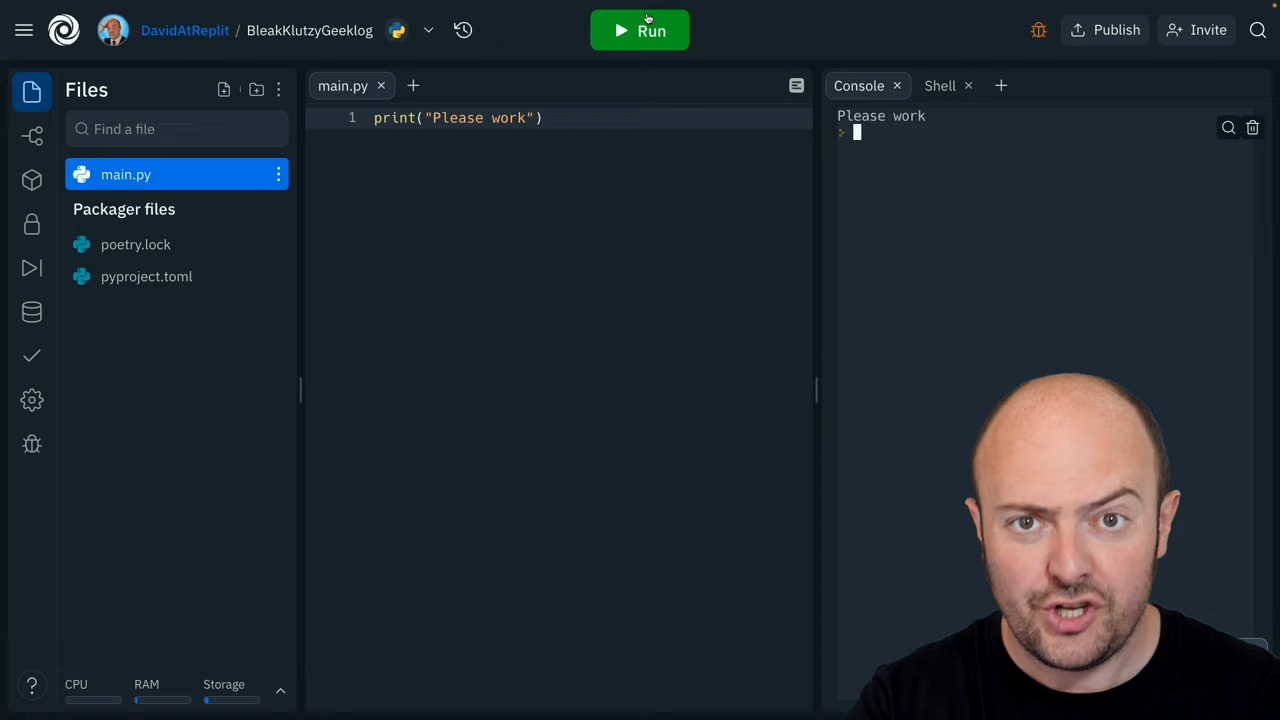 DavidAtReplit / BleakKlutzyGeeklog
Run
Publish
Invite
Files
Find a file
main.py
Packager files
poetry.lock
pyproject.toml
CPU
RAM
Storage
?
main.py
1 print("Please work")
Console
Shell
Please work